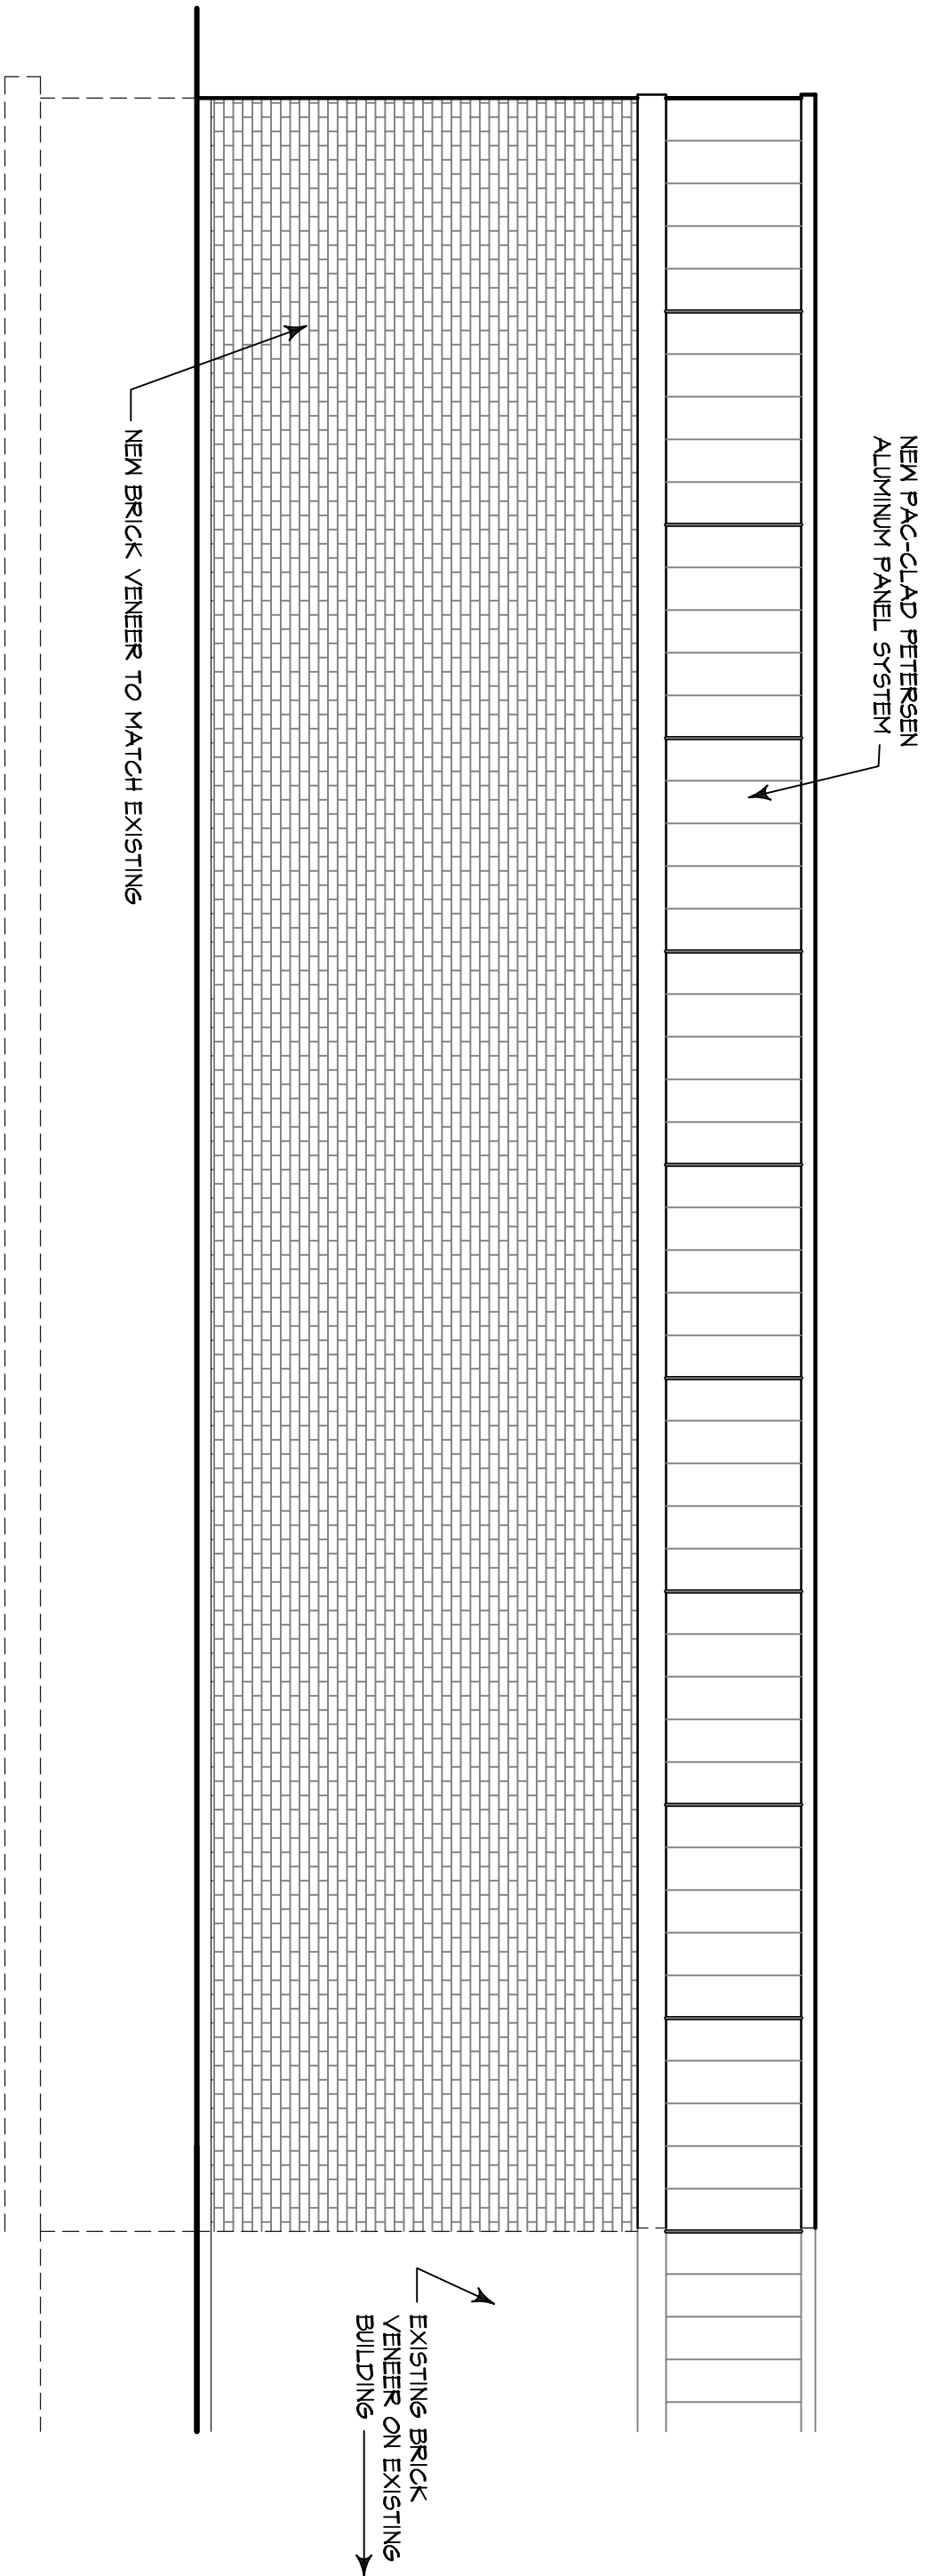 NEW PAC-CLAD PETERSEN
ALUMINUM PANEL SYSTEM
EXISTING BRICK
VENEER ON EXISTING
BUILDING
NEW BRICK VENEER TO MATCH EXISTING